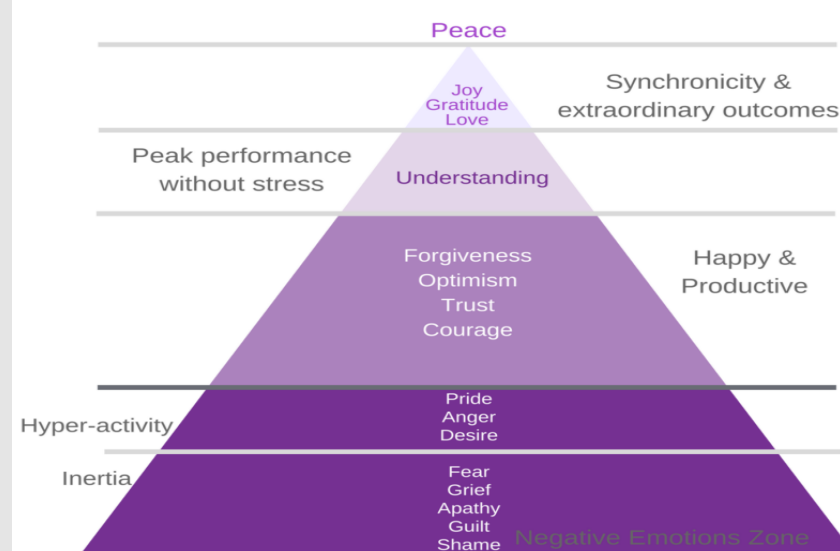 Peace
Joy
Gratitude
Love
Synchronicity &
extraordinary outcomes
Peak performance
without stress
Understanding
Forgiveness
Optimism
Trust
Courage
Happy &
Productive
Pride
Anger
Desire
Hyper-activity
Inertia
Fear
Grief
Apathy
Guilt
Shame
Negative Emotions Zone